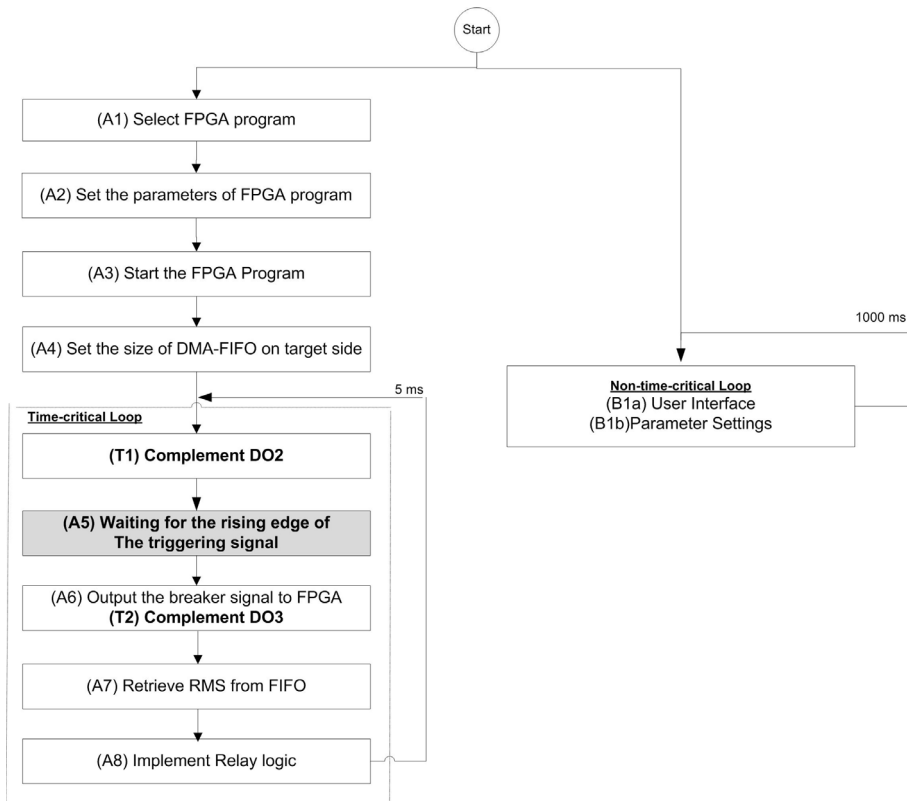 Start
(A1) Select FPGA program
(A2) Set the parameters of FPGA program
(A3) Start the FPGA Program
(A4) Set the size of DMA-FIFO on target side
5 ms
Time-critical Loop
(T1) Complement DO2
(A5) Waiting for the rising edge of
The triggering signal
(A6) Output the breaker signal to FPGA
(T2) Complement DO3
(A7) Retrieve RMS from FIFO
(A8) Implement Relay logic
1000 ms
Non-time-critical Loop
(B1a) User Interface
(B1b)Parameter Settings